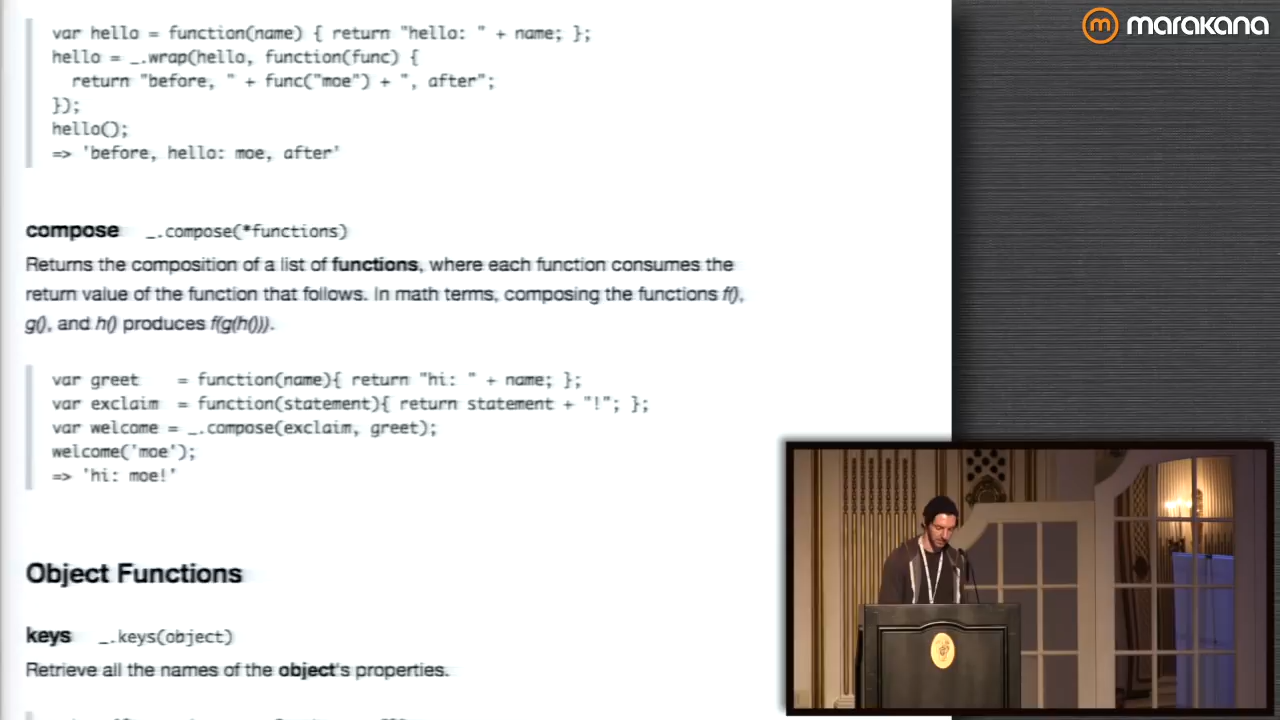 marakana
var hello = function(name) { return "hello: " + name; };
hello = _.wrap(hello, function(func) {
return "before, " + func("moe") + ", after";
});
hello();
=> 'before, hello: moe, after'
compose _.compose(*functions)
Returns the composition of a list of functions, where each function consumes the
return value of the function that follows. In math terms, composing the functions f(),
g(), and h() produces f(g(h())).
var greet = function(name){ return "hi: " + name; };
var exclaim = function(statement){ return statement + "!"; };
var welcome = _.compose(exclaim, greet);
welcome('moe');
=> 'hi: moe!'
Object Functions
keys _.keys(object)
Retrieve all the names of the object's properties.